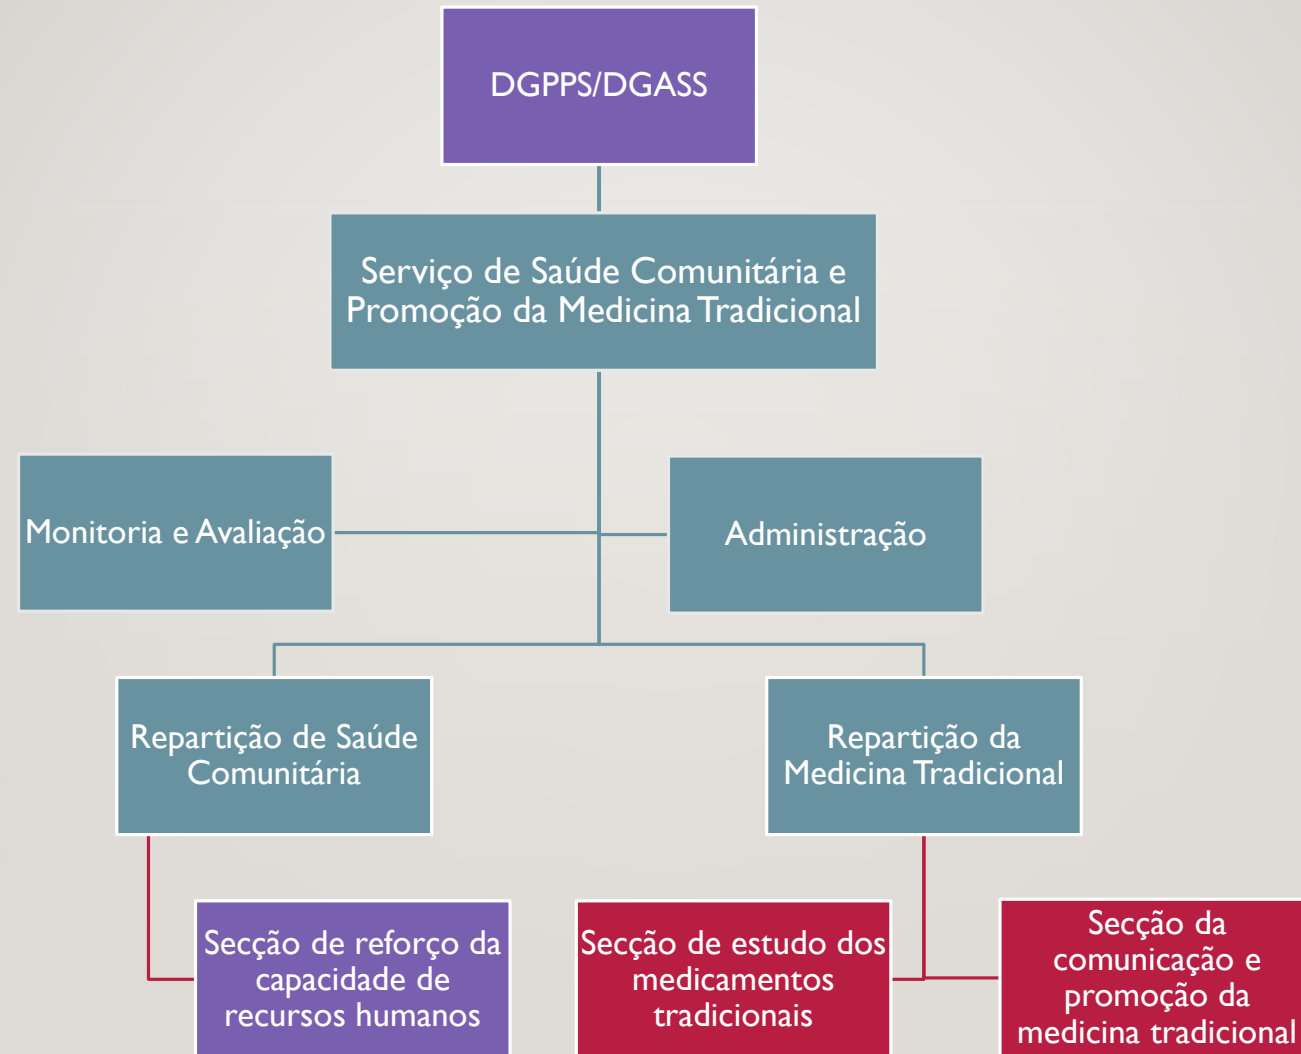 DGPPS/DGASS
Serviço de Saúde Comunitária e
Promoção da Medicina Tradicional
Monitoria e Avaliação
Administração
Repartição de Saúde
Comunitária
Repartição da
Medicina Tradicional
Secção de reforço da
capacidade de
recursos humanos
Secção de estudo dos
medicamentos
tradicionais
Secção da
comunicação e
promoção da
medicina tradicional